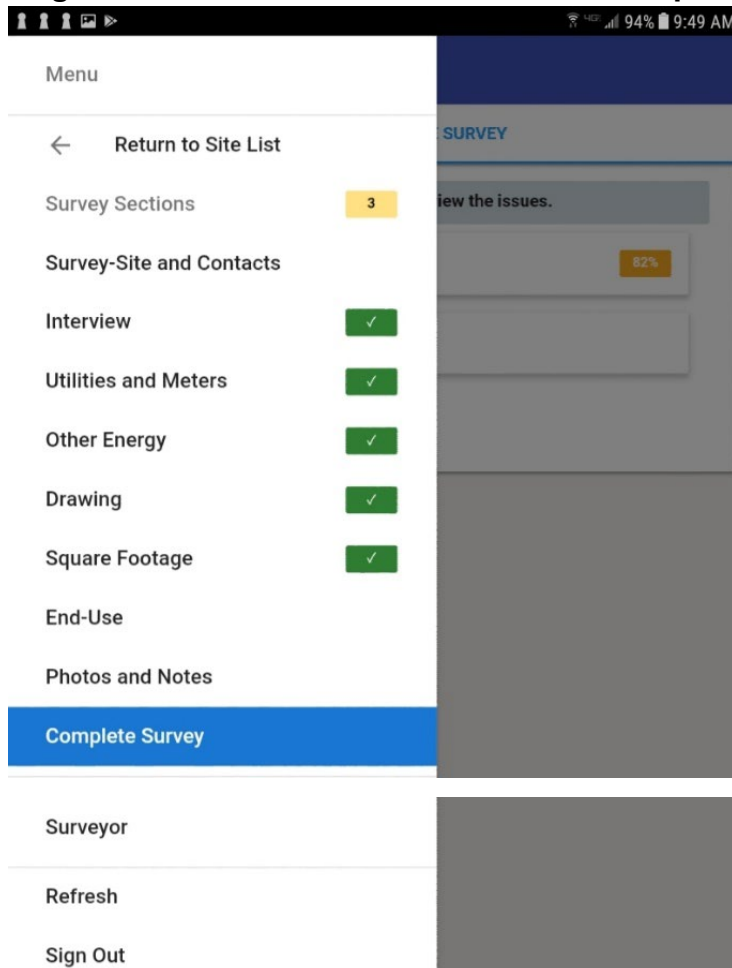 94% 9:49 AM
Menu
SURVEY
Return to Site List
Survey Sections 3
iew the issues.
Survey-Site and Contacts
82%
Interview
Utilities and Meters
Other Energy
Drawing
Square Footage
End-Use
Photos and Notes
Complete Survey
Surveyor
Refresh
Sign Out